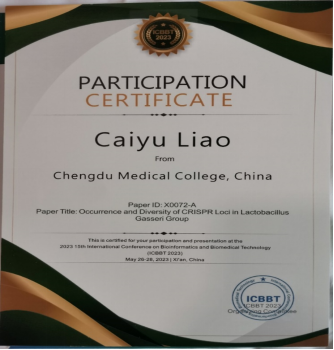 ICBBT
2023
PARTICIPATION
CERTIFICATE
Caiyu Liao
From
Chengdu Medical College, China
Paper ID: X0072-A
Paper Title: Occurrence and Diversity of CRISPR Loci in Lactobacillus
Gasseri Group
This is certified for your participation and presentation at the
2023 13th International Conference on Bioinformatics and Biomedical Technology
(ICBBT 2023)
May 26-28, 2023 | Xi'an, China
ICBBT
ICBBT 2023
Organizing Committee